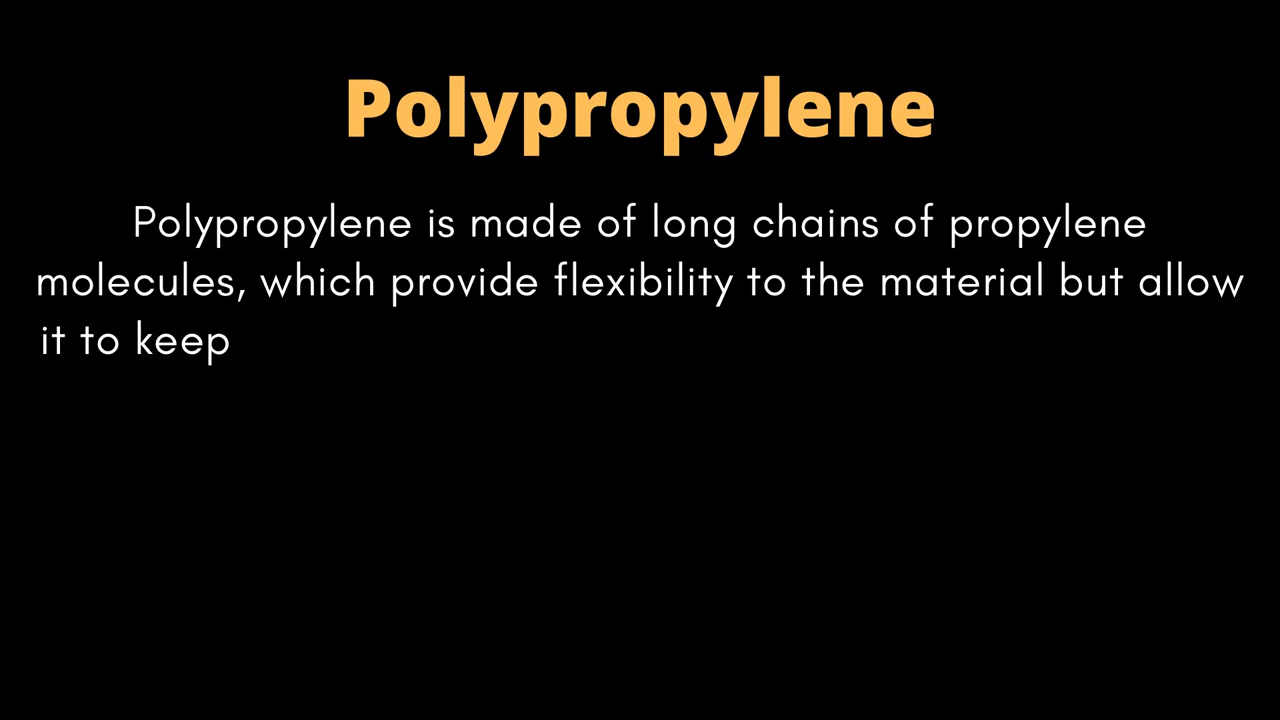 Polypropylene
Polypropylene is made of long chains of propylene
molecules, which provide flexibility to the material but allow
it to keep